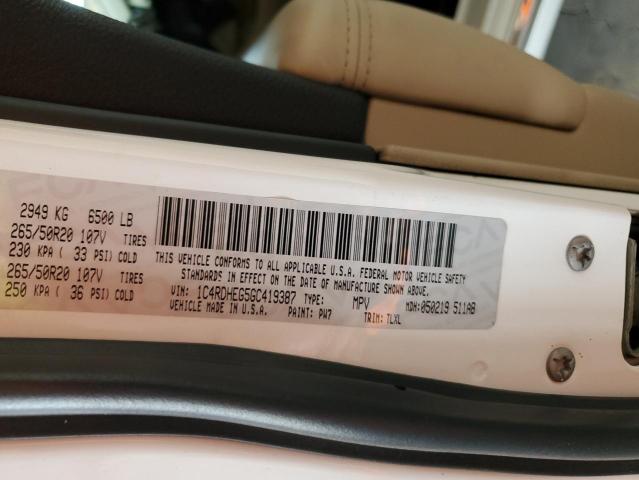 2949 KG 6500 LB
265/50R20 107V TIRES
230 KPA ( 33 PSI) COLD
265/50R20 107V TIRES
250 KPA ( 36 PSI) COLD
THIS VEHICLE CONFORMS TO ALL APPLICABLE U.S.A. FEDERAL MOTOR VEHICLE SAFETY
STANDARDS IN EFFECT ON THE DATE OF MANUFACTURE SHOWN ABOVE.
VIN: 1C4RDHEG5GC419387 TYPE: MPV MDH: 050219 511AB
VEHICLE MADE IN U.S.A. PAINT: PW7 TRIM: TLXL